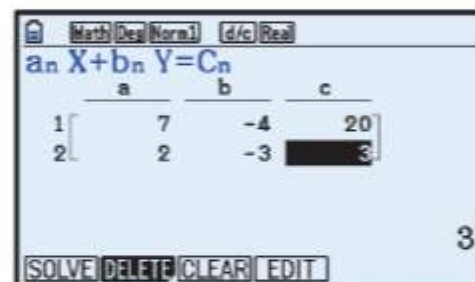 Math Deg Norm1 d/c Real
an X+bn Y=Cn
a b c
1 7 -4 20
2 2 -3 3
3
SOLVE DELETE CLEAR EDIT